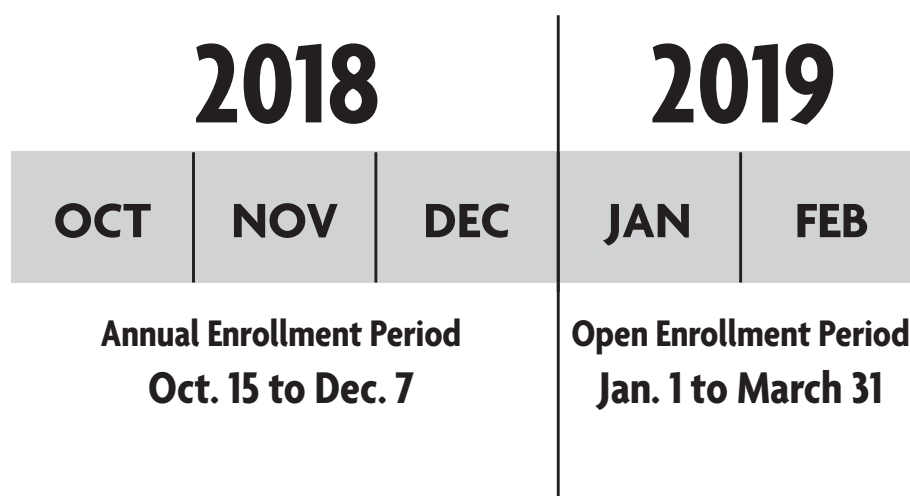 2018
2019
OCT
NOV
DEC
JAN
FEB
Annual Enrollment Period
Oct. 15 to Dec. 7
Open Enrollment Period
Jan. 1 to March 31